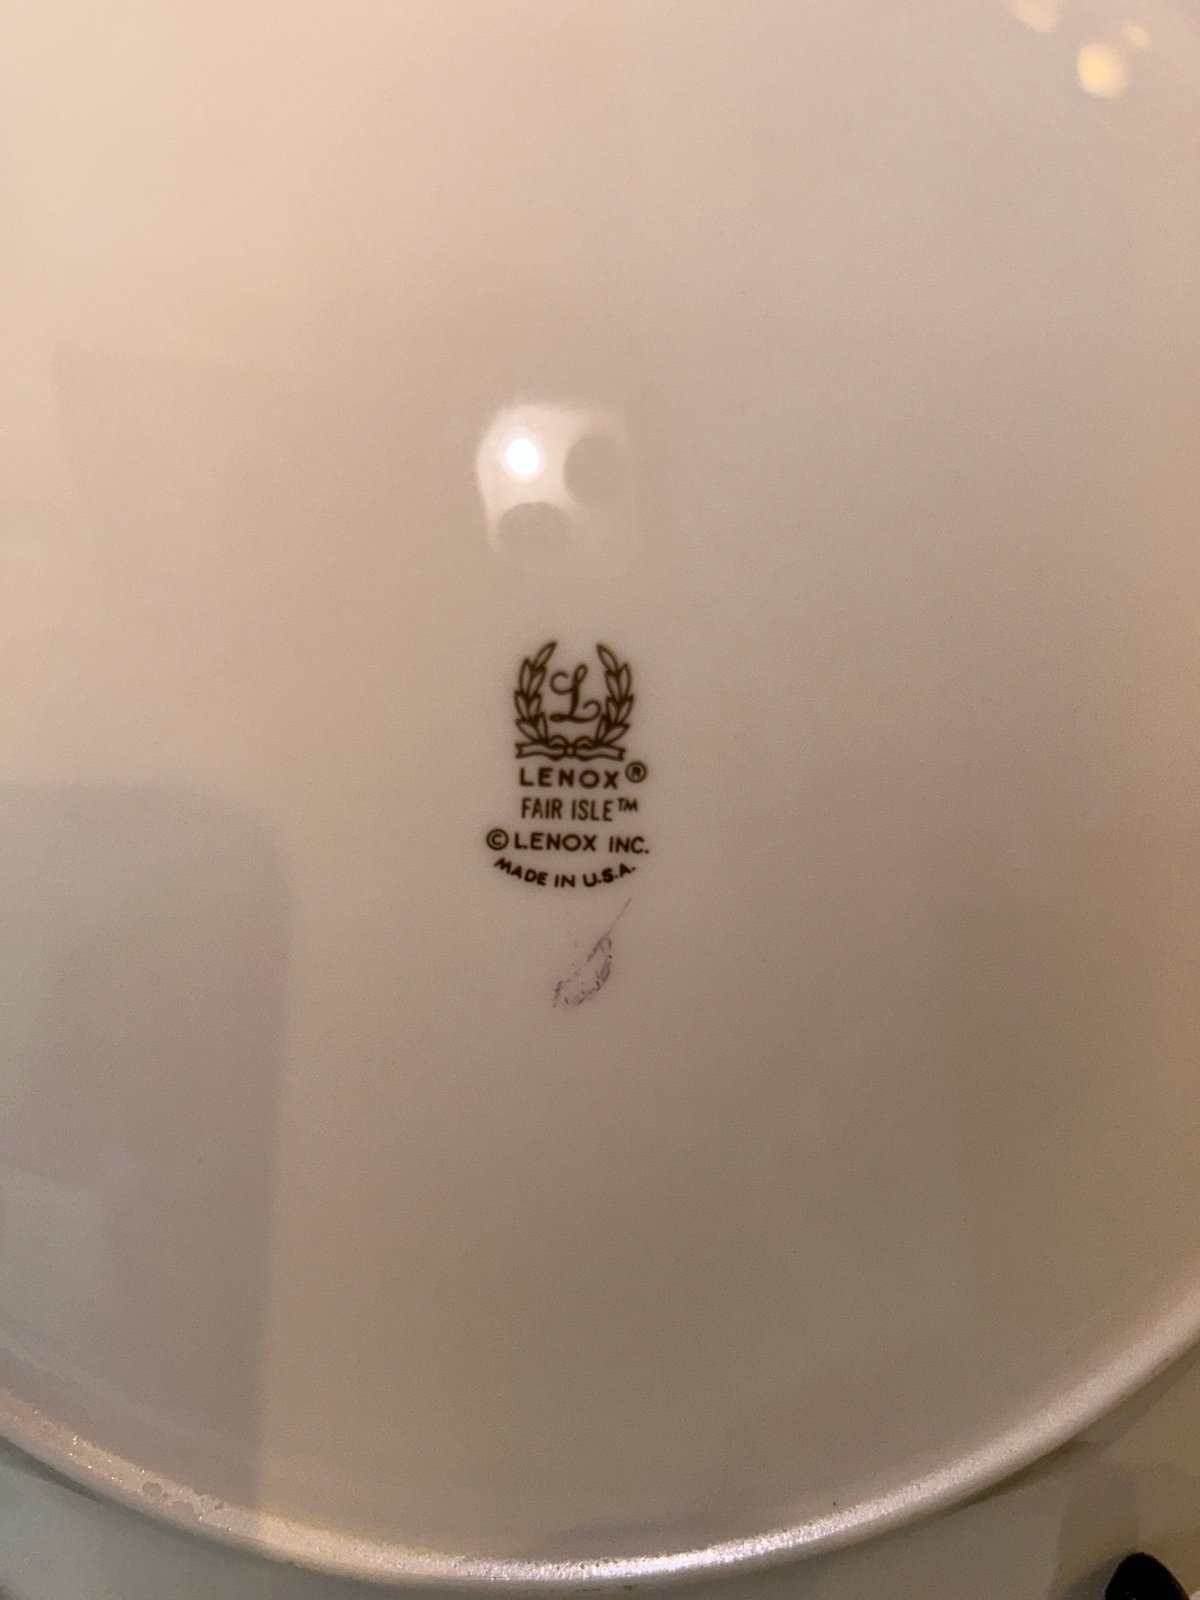 L
LENOX®
FAIR ISLE™
© LENOX INC.
MADE IN U.S.A.